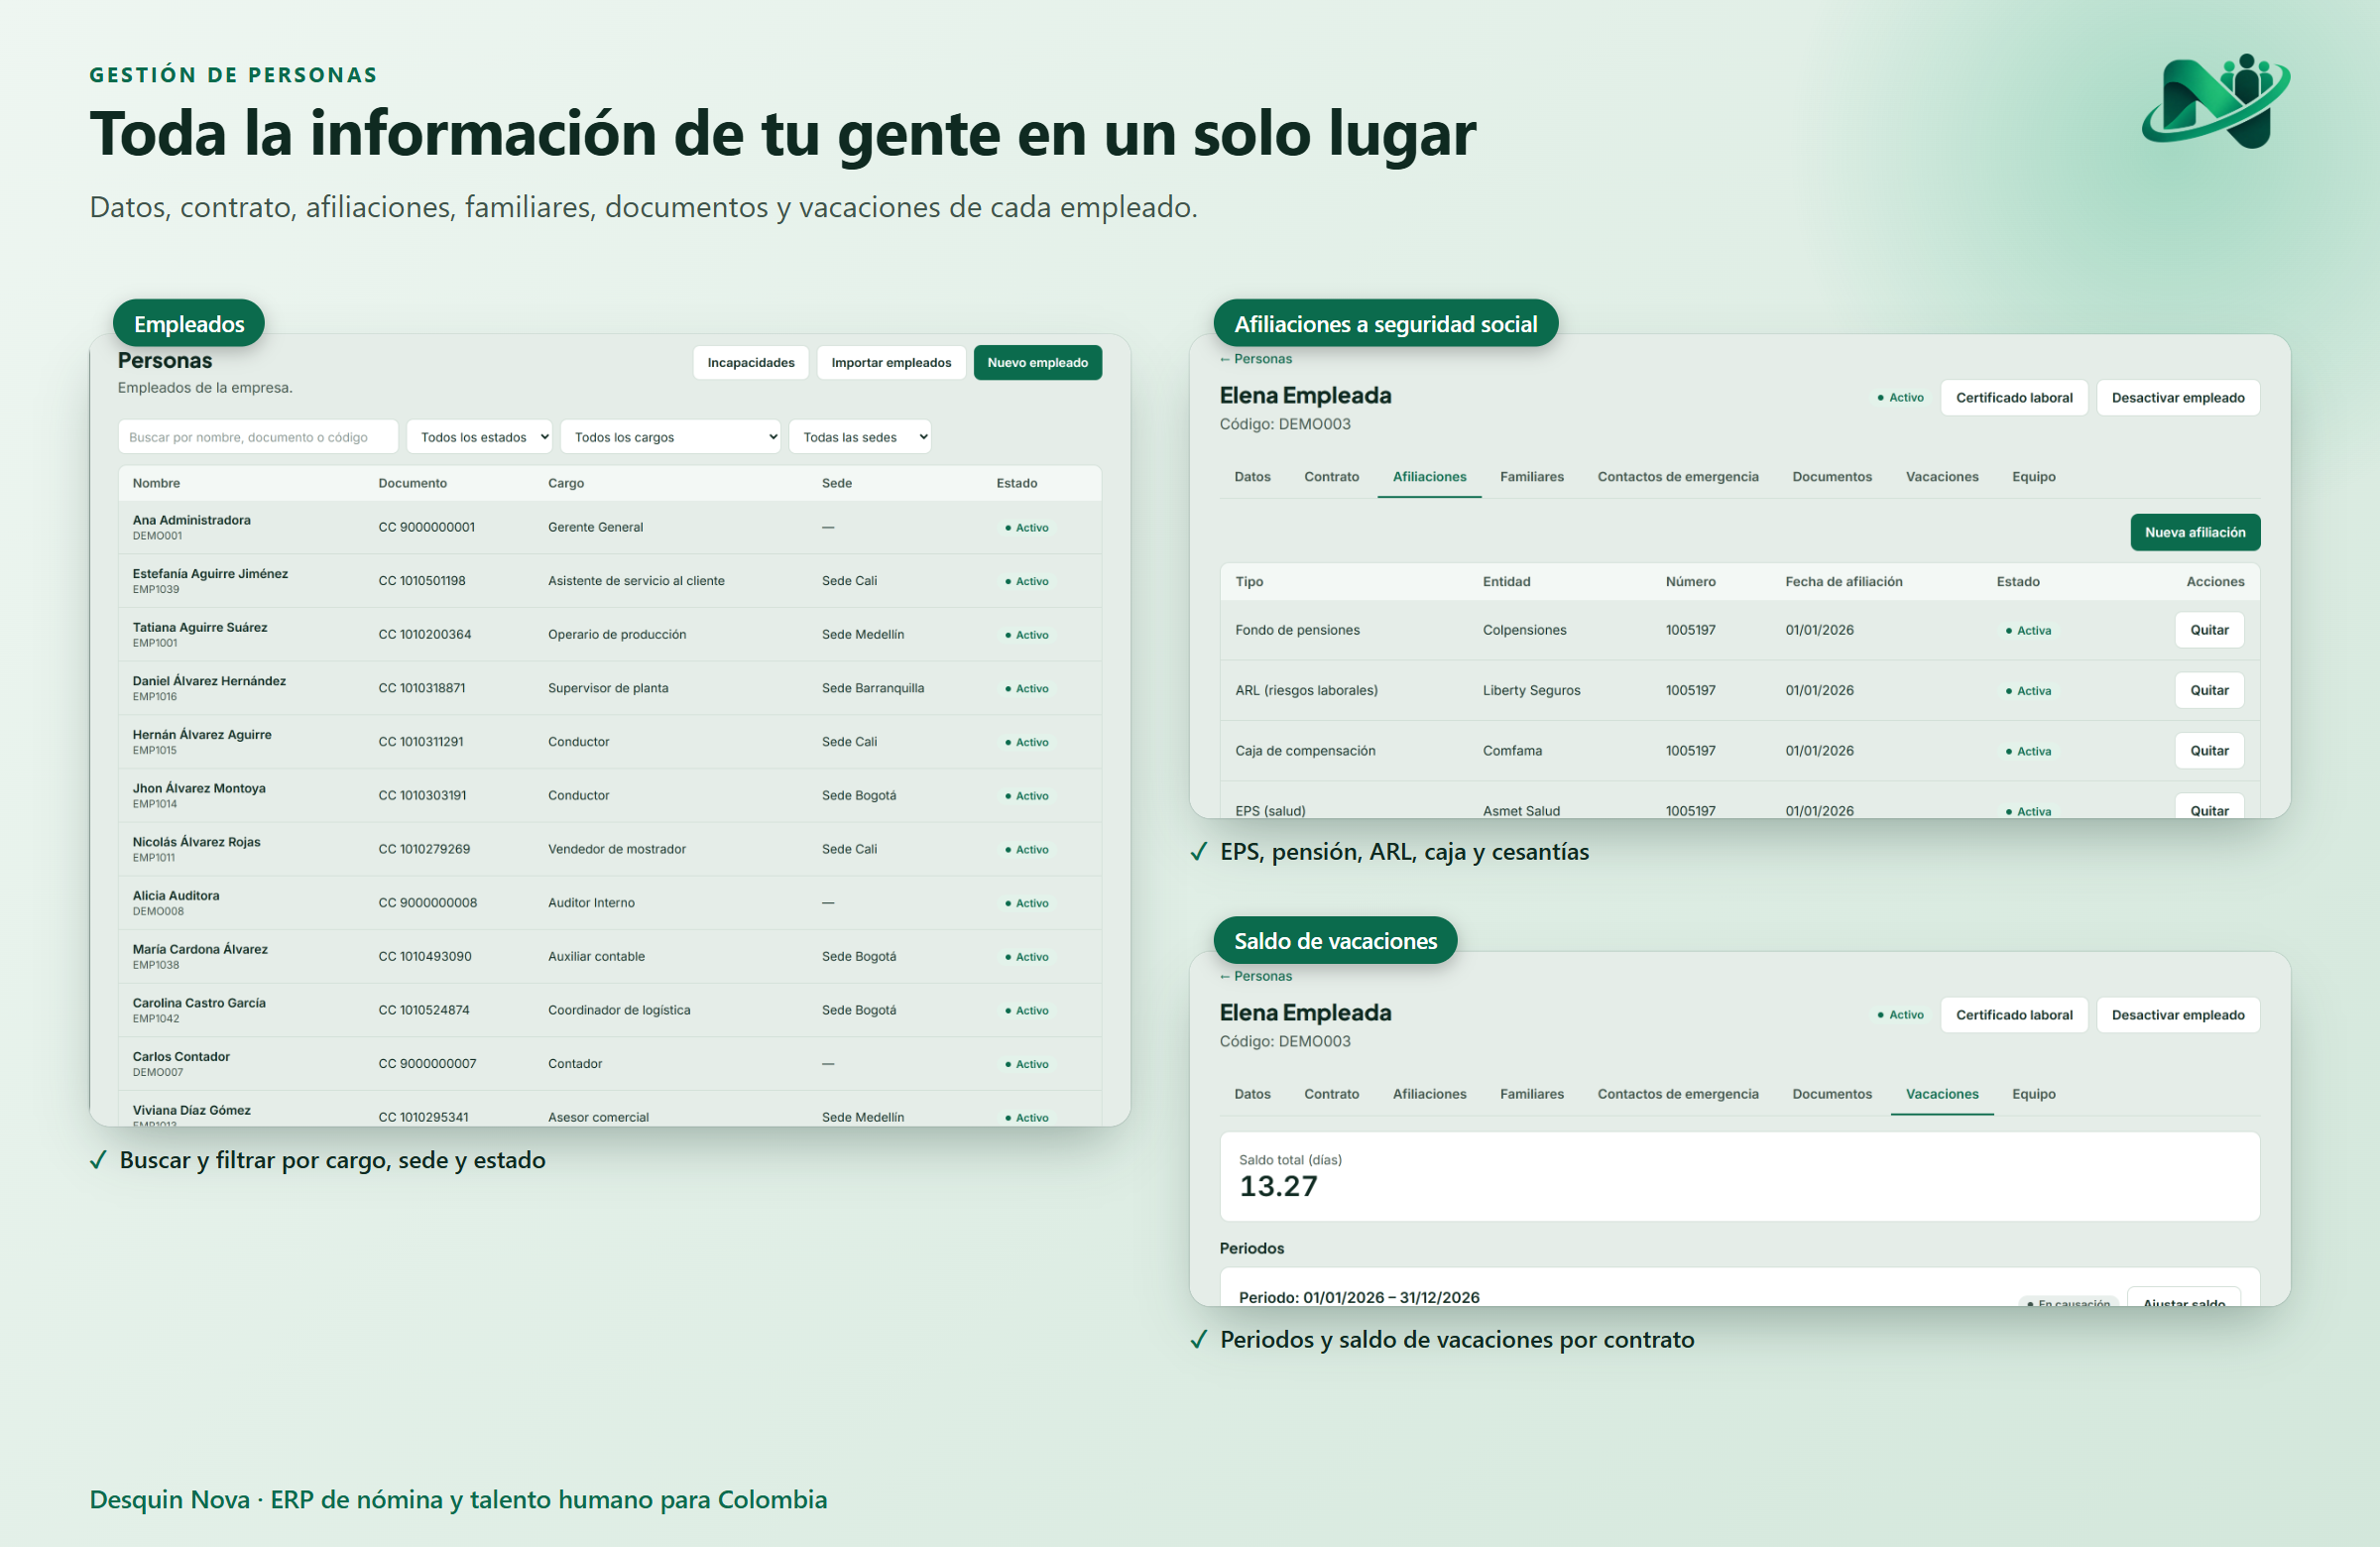 GESTIÓN DE PERSONAS
Toda la información de tu gente en un solo lugar
Datos, contrato, afiliaciones, familiares, documentos y vacaciones de cada empleado.
Empleados
Personas
Empleados de la empresa.
Incapacidades Importar empleados Nuevo empleado
Buscar por nombre, documento o código Todos los estados Todos los cargos Todas las sedes
Nombre Documento Cargo Sede Estado
Ana Administradora CC 9000000001 Gerente General — Activo
DEMO001
Estefanía Aguirre Jiménez CC 1010501198 Asistente de servicio al cliente Sede Cali Activo
EMP1039
Tatiana Aguirre Suárez CC 1010200364 Operario de producción Sede Medellín Activo
EMP1001
Daniel Álvarez Hernández CC 1010318871 Supervisor de planta Sede Barranquilla Activo
EMP1016
Hernán Álvarez Aguirre CC 1010311291 Conductor Sede Cali Activo
EMP1015
Jhon Álvarez Montoya CC 1010303191 Conductor Sede Bogotá Activo
EMP1014
Nicolás Álvarez Rojas CC 1010279269 Vendedor de mostrador Sede Cali Activo
EMP1011
Alicia Auditora CC 9000000008 Auditor Interno — Activo
DEMO008
María Cardona Álvarez CC 1010493090 Auxiliar contable Sede Bogotá Activo
EMP1038
Carolina Castro García CC 1010524874 Coordinador de logística Sede Bogotá Activo
EMP1042
Carlos Contador CC 9000000007 Contador — Activo
DEMO007
Viviana Díaz Gómez CC 1010295341 Asesor comercial Sede Medellín Activo
✓ Buscar y filtrar por cargo, sede y estado
Afiliaciones a seguridad social
← Personas
Elena Empleada Activo Certificado laboral Desactivar empleado
Código: DEMO003
Datos Contrato Afiliaciones Familiares Contactos de emergencia Documentos Vacaciones Equipo
Nueva afiliación
Tipo Entidad Número Fecha de afiliación Estado Acciones
Fondo de pensiones Colpensiones 1005197 01/01/2026 Activa Quitar
ARL (riesgos laborales) Liberty Seguros 1005197 01/01/2026 Activa Quitar
Caja de compensación Comfama 1005197 01/01/2026 Activa Quitar
EPS (salud) Asmet Salud 1005197 01/01/2026 Activa Quitar
✓ EPS, pensión, ARL, caja y cesantías
Saldo de vacaciones
← Personas
Elena Empleada Activo Certificado laboral Desactivar empleado
Código: DEMO003
Datos Contrato Afiliaciones Familiares Contactos de emergencia Documentos Vacaciones Equipo
Saldo total (días)
13.27
Periodos
Periodo: 01/01/2026 – 31/12/2026 En causación Ajustar saldo
✓ Periodos y saldo de vacaciones por contrato
Desquin Nova · ERP de nómina y talento humano para Colombia